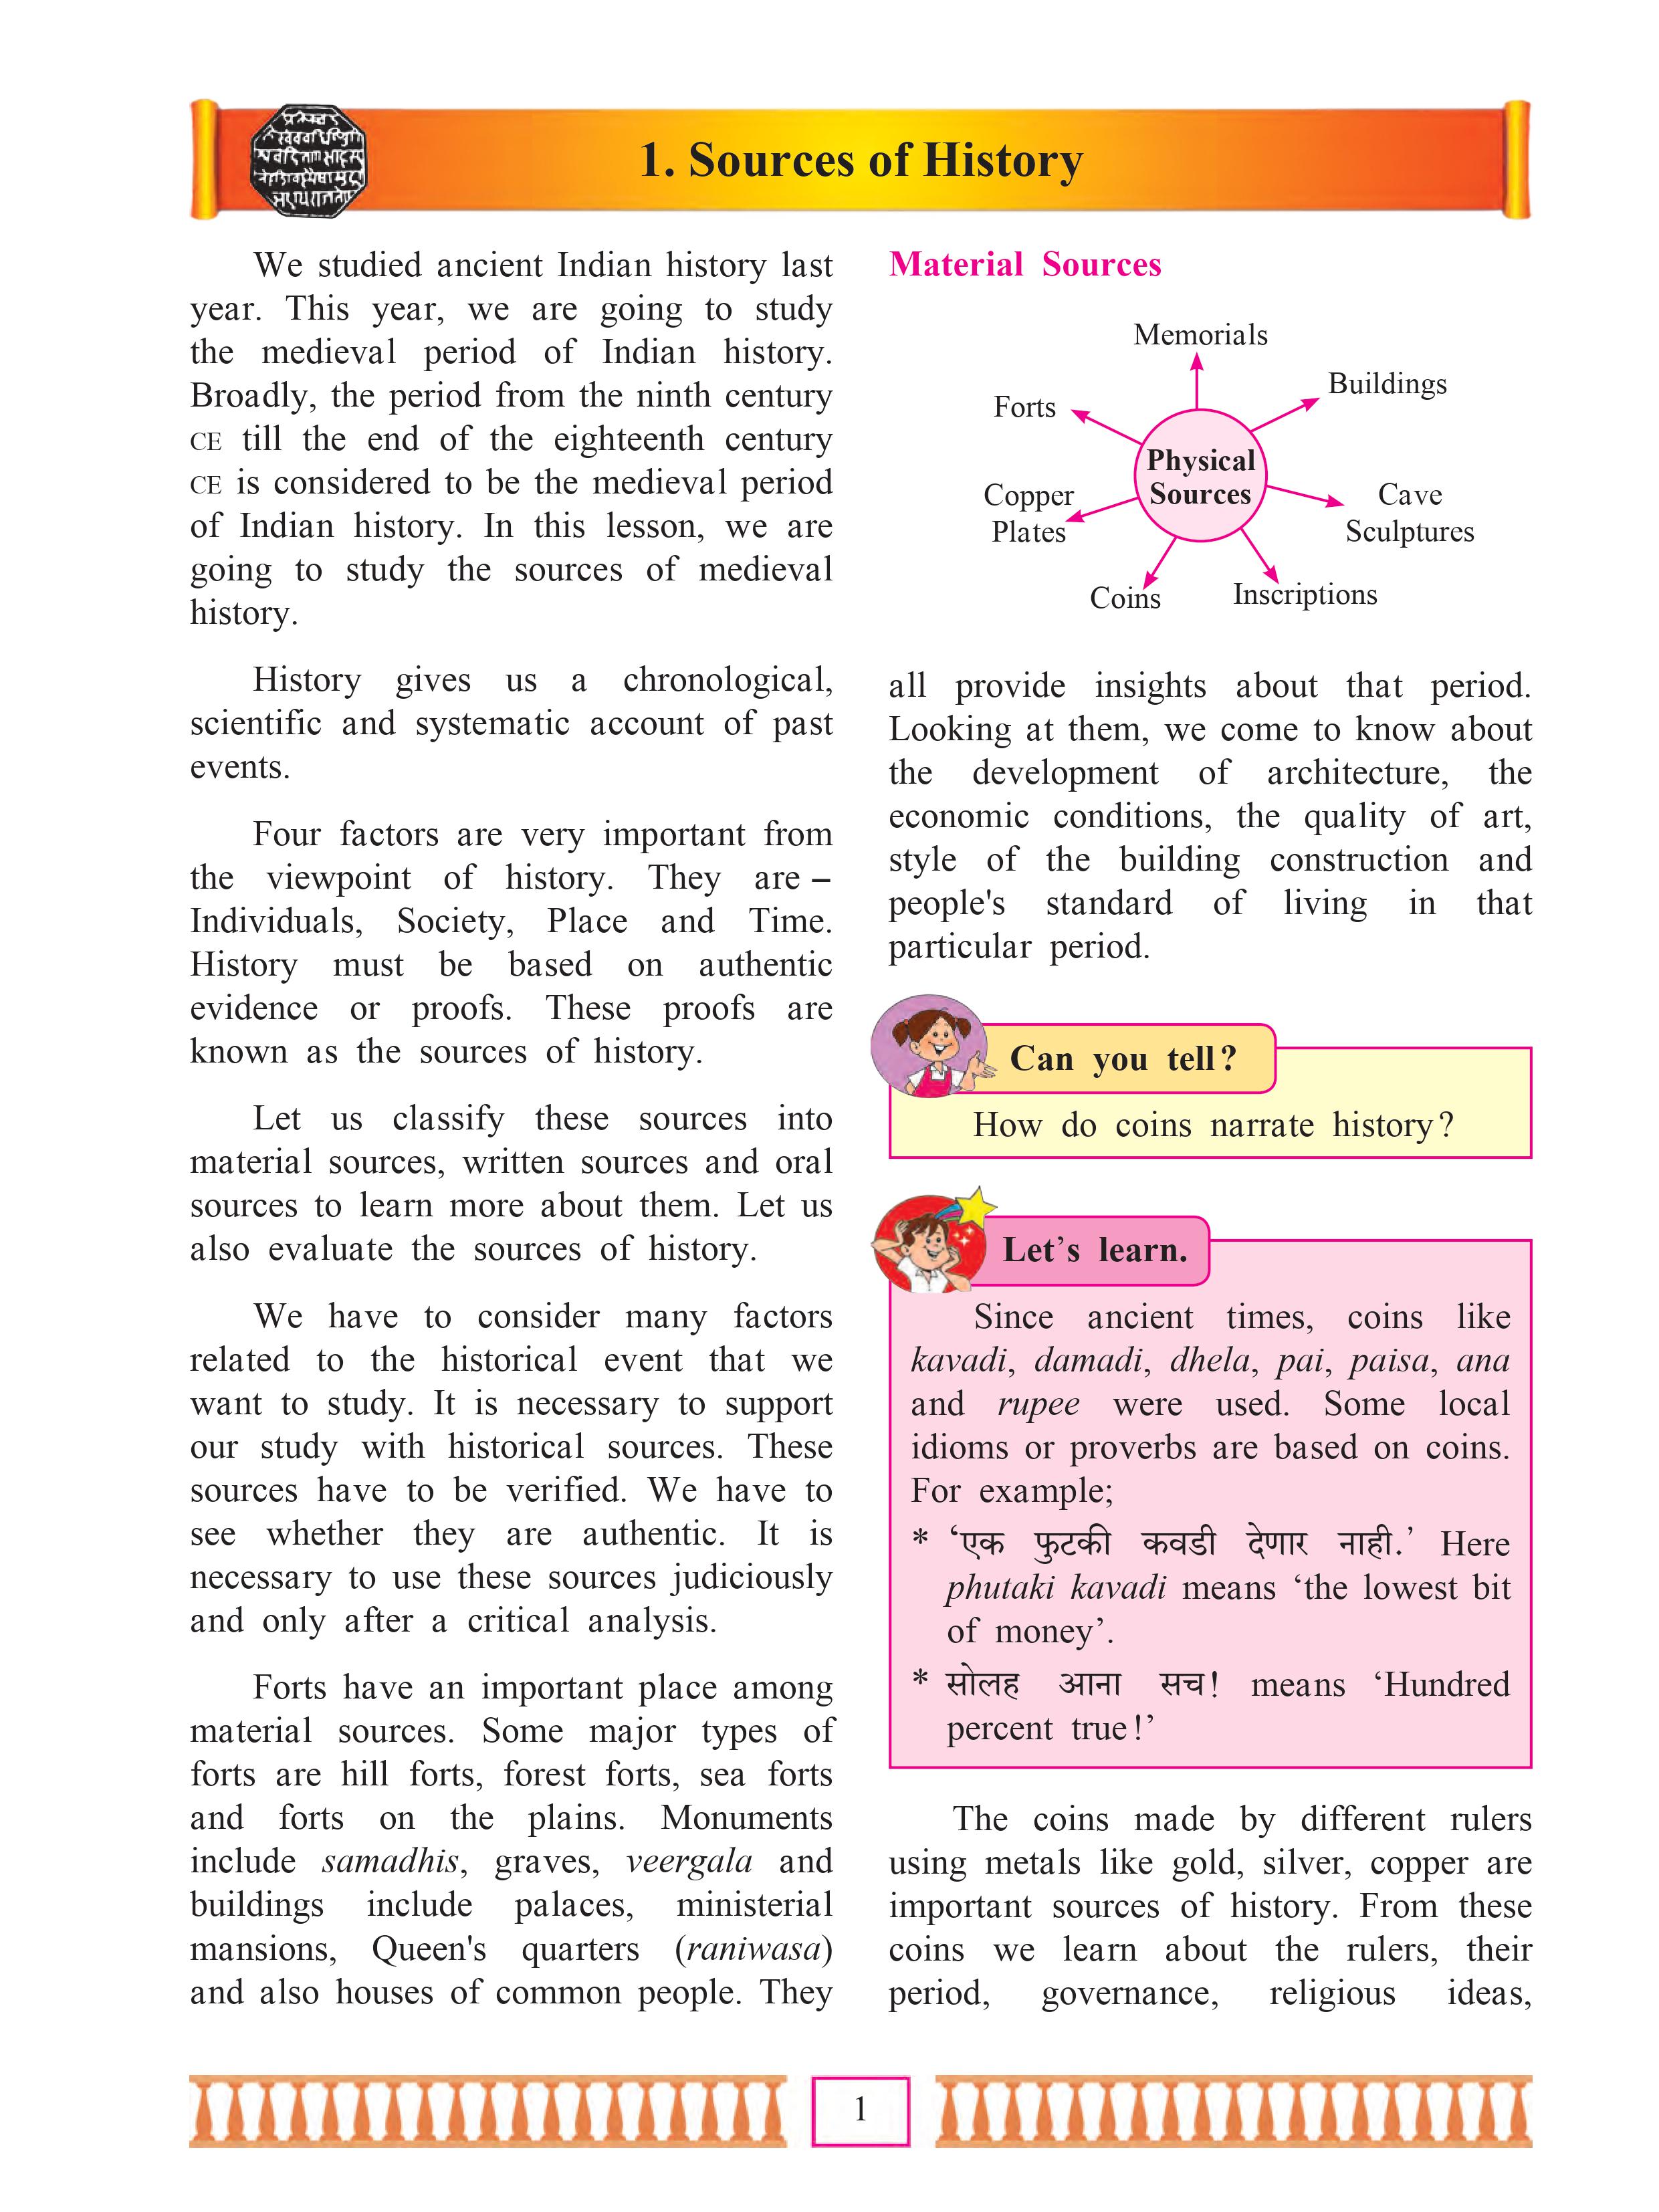 1. Sources of History
We studied ancient Indian history last
year. This year, we are going to study
the medieval period of Indian history.
Broadly, the period from the ninth century
CE till the end of the eighteenth century
CE is considered to be the medieval period
of Indian history. In this lesson, we are
going to study the sources of medieval
history.
History gives us a chronological,
scientific and systematic account of past
events.
Four factors are very important from
the viewpoint of history. They are –
Individuals, Society, Place and Time.
History must be based on authentic
evidence or proofs. These proofs are
known as the sources of history.
Let us classify these sources into
material sources, written sources and oral
sources to learn more about them. Let us
also evaluate the sources of history.
We have to consider many factors
related to the historical event that we
want to study. It is necessary to support
our study with historical sources. These
sources have to be verified. We have to
see whether they are authentic. It is
necessary to use these sources judiciously
and only after a critical analysis.
Forts have an important place among
material sources. Some major types of
forts are hill forts, forest forts, sea forts
and forts on the plains. Monuments
include samadhis, graves, veergala and
buildings include palaces, ministerial
mansions, Queen's quarters (raniwasa)
and also houses of common people. They
Material Sources
Memorials
Buildings
Forts
Physical
Sources
Copper
Plates
Cave
Sculptures
Coins
Inscriptions
all provide insights about that period.
Looking at them, we come to know about
the development of architecture, the
economic conditions, the quality of art,
style of the building construction and
people's standard of living in that
particular period.
Can you tell?
How do coins narrate history?
Let's learn.
Since ancient times, coins like
kavadi, damadi, dhela, pai, paisa, ana
and rupee were used. Some local
idioms or proverbs are based on coins.
For example;
* ‘एक फुटकी कवडी देणार नाही.’ Here
phutaki kavadi means ‘the lowest bit
of money’.
* सोलह आना सच! means ‘Hundred
percent true!’
The coins made by different rulers
using metals like gold, silver, copper are
important sources of history. From these
coins we learn about the rulers, their
period, governance, religious ideas,
1